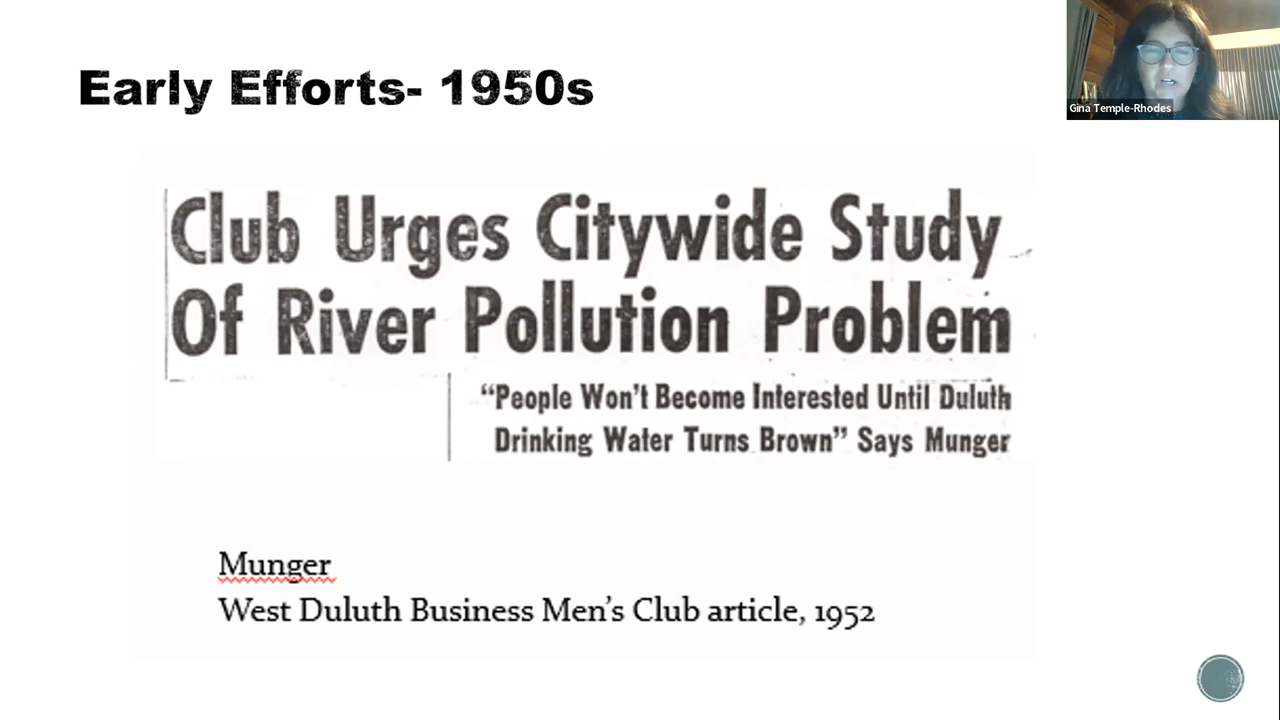 Early Efforts- 1950s
Gina Temple-Rhodes
Club Urges Citywide Study
Of River Pollution Problem
“People Won’t Become Interested Until Duluth
Drinking Water Turns Brown” Says Munger
Munger
West Duluth Business Men’s Club article, 1952